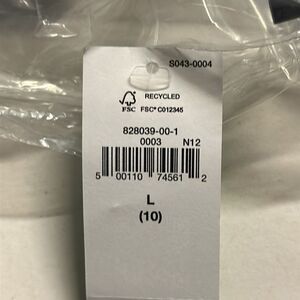 S043-0004
RECYCLED
FSC FSC® C012345
828039-00-1
0003 N12
5 00110 74561 2
L
(10)